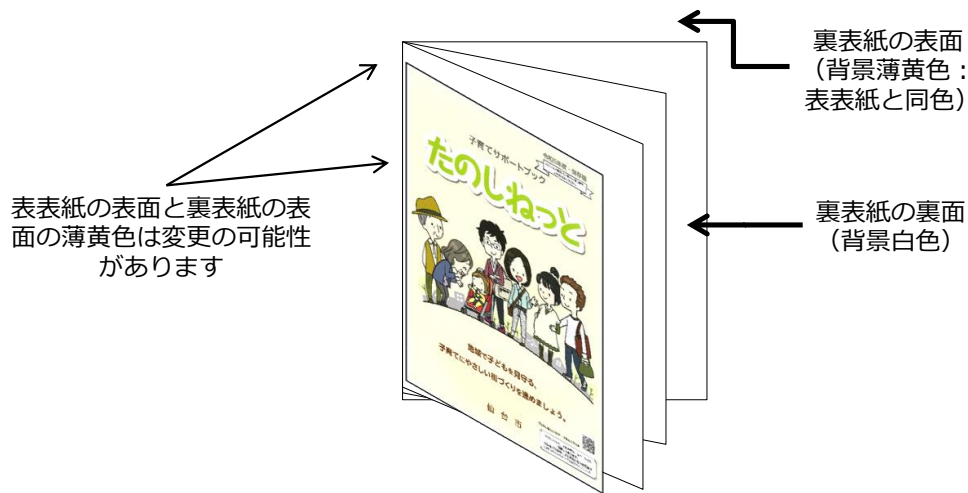 裏表紙の表面
（背景薄黄色：
表表紙と同色）
表表紙の表面と裏表紙の表
面の薄黄色は変更の可能性
があります
裏表紙の裏面
（背景白色）
子育てサポートブック
たのしねっと
地域で子どもを見守る、
子育てにやさしい街づくりを進めましょう。
仙台市